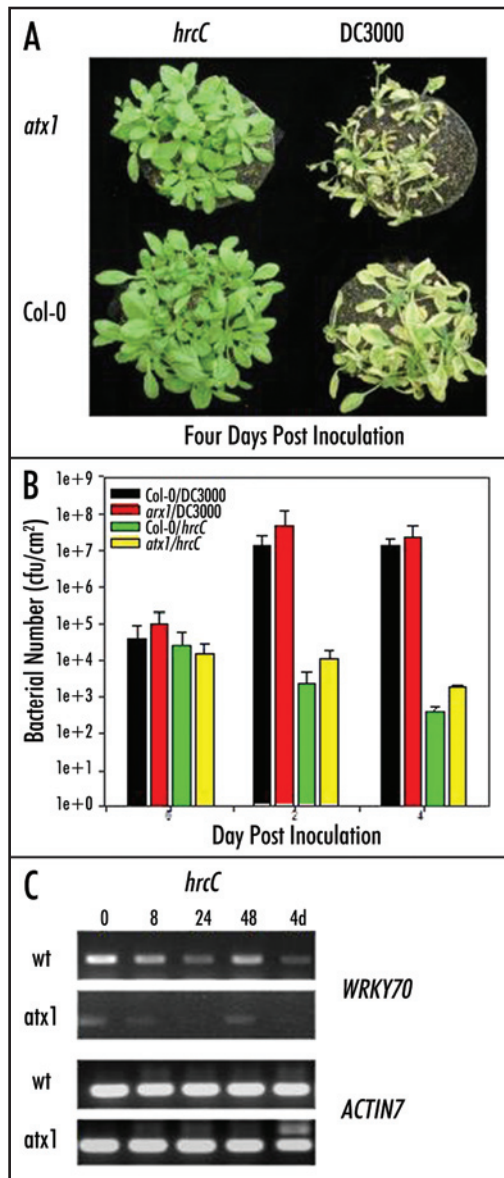 A
hrcC DC3000
atx1
Col-0
Four Days Post Inoculation
B
Bacterial Number (cfu/cm²)
1e+9
1e+8
1e+7
1e+6
1e+5
1e+4
1e+3
1e+2
1e+1
1e+0
Col-0/DC3000
arx1/DC3000
Col-0/hrcC
atx1/hrcC
0 2 4
Day Post Inoculation
C
hrcC
0 8 24 48 4d
wt
WRKY70
atx1
wt
ACTIN7
atx1